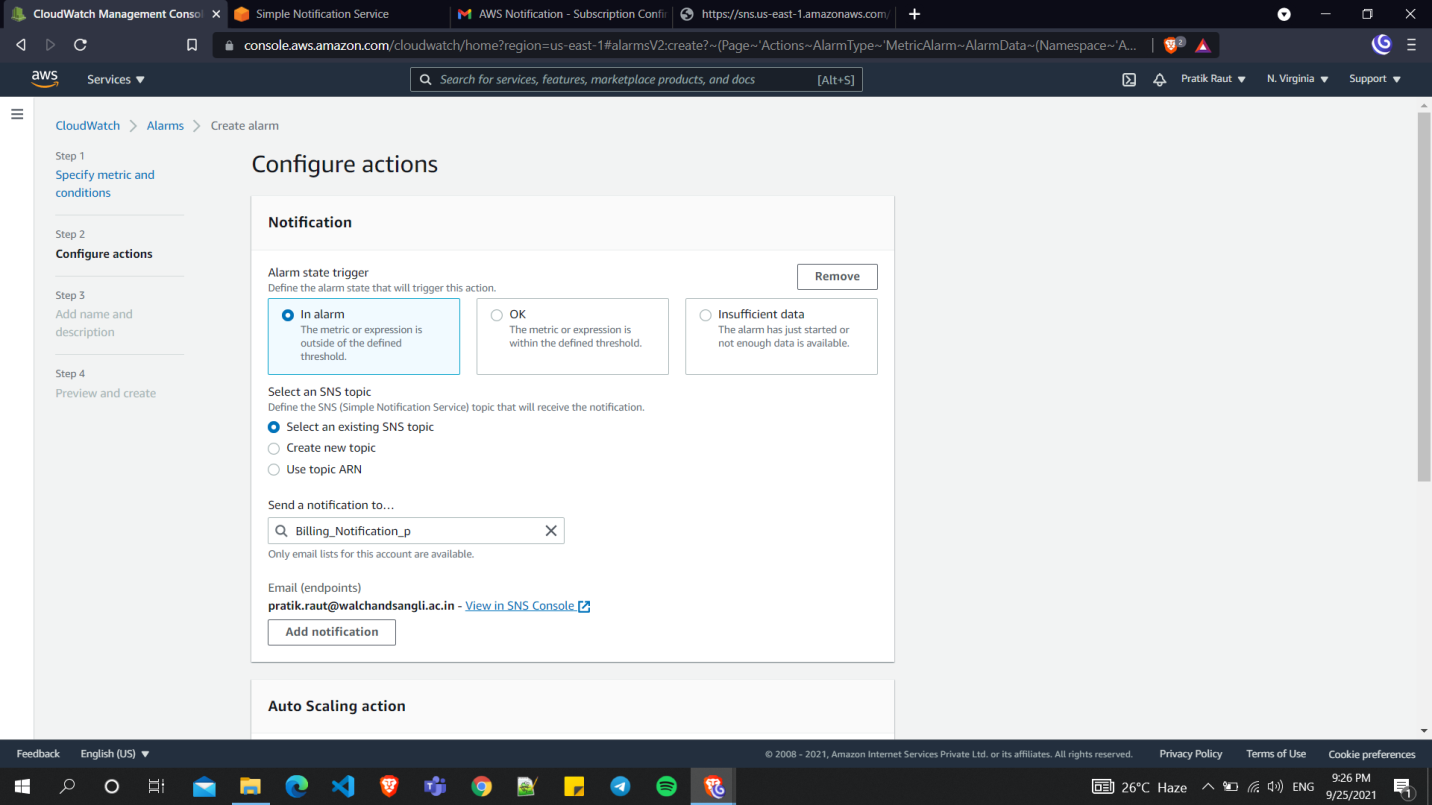 CloudWatch Management Conso
Simple Notification Service
AWS Notification - Subscription Confir
https://sns.us-east-1.amazonaws.com/
console.aws.amazon.com/cloudwatch/home?region=us-east-1#alarmsV2:create?~(Page~'Actions~AlarmType~'MetricAlarm~AlarmData~(Namespace~'A...
2
aws
Services
Search for services, features, marketplace products, and docs
[Alt+S]
Pratik Raut
N. Virginia
Support
CloudWatch
Alarms
Create alarm
Step 1
Specify metric and
conditions
Step 2
Configure actions
Step 3
Add name and
description
Step 4
Preview and create
Configure actions
Notification
Alarm state trigger
Define the alarm state that will trigger this action.
Remove
In alarm
The metric or expression is
outside of the defined
threshold.
OK
The metric or expression is
within the defined threshold.
Insufficient data
The alarm has just started or
not enough data is available.
Select an SNS topic
Define the SNS (Simple Notification Service) topic that will receive the notification.
Select an existing SNS topic
Create new topic
Use topic ARN
Send a notification to…
Billing_Notification_p
Only email lists for this account are available.
Email (endpoints)
pratik.raut@walchandsangli.ac.in - View in SNS Console
Add notification
Auto Scaling action
Feedback
English (US)
© 2008 - 2021, Amazon Internet Services Private Ltd. or its affiliates. All rights reserved.
Privacy Policy
Terms of Use
Cookie preferences
26°C Haze
ENG
9:26 PM
9/25/2021
1